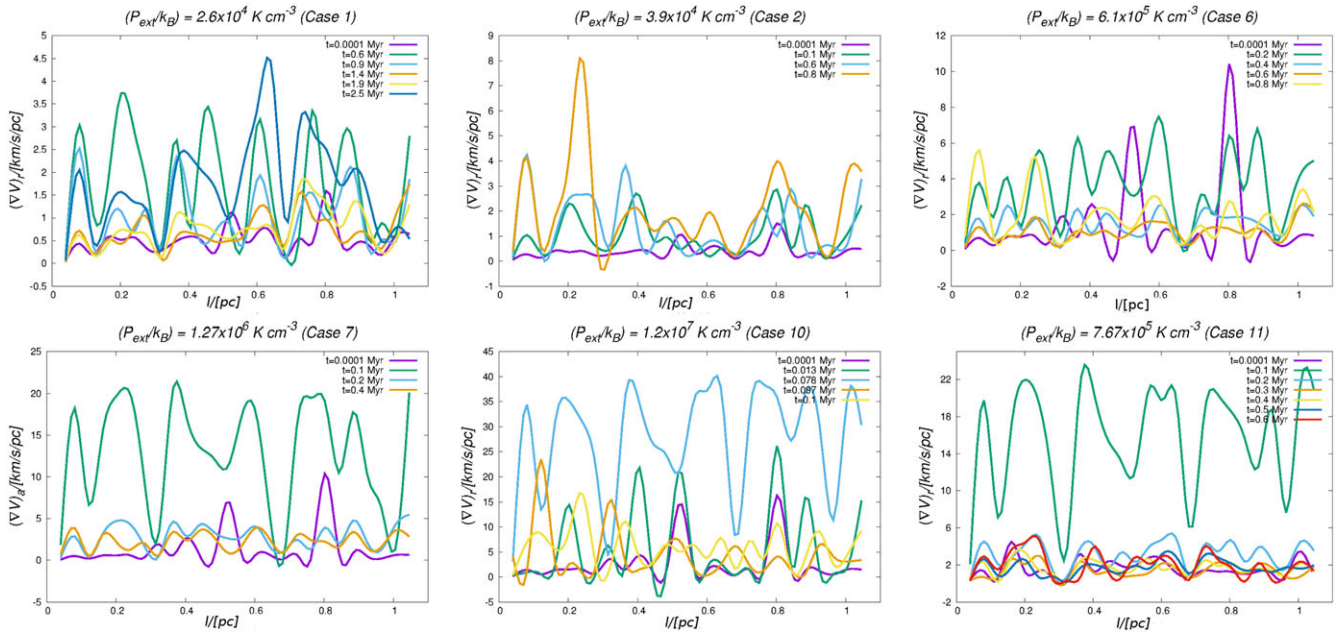 (P_ext/k_B) = 2.6x10^4 K cm^-3 (Case 1)
5
4.5
4
3.5
3
2.5
2
1.5
1
0.5
0
-0.5
(∇V)_r/[km/s/pc]
t=0.0001 Myr
t=0.6 Myr
t=0.9 Myr
t=1.4 Myr
t=1.9 Myr
t=2.5 Myr
0 0.2 0.4 0.6 0.8 1
l/[pc]
(P_ext/k_B) = 3.9x10^4 K cm^-3 (Case 2)
9
8
7
6
5
4
3
2
1
0
-1
(∇V)_r/[km/s/pc]
t=0.0001 Myr
t=0.1 Myr
t=0.6 Myr
t=0.8 Myr
0 0.2 0.4 0.6 0.8 1
l/[pc]
(P_ext/k_B) = 6.1x10^5 K cm^-3 (Case 6)
12
10
8
6
4
2
0
-2
(∇V)_r/[km/s/pc]
t=0.0001 Myr
t=0.2 Myr
t=0.4 Myr
t=0.6 Myr
t=0.8 Myr
0 0.2 0.4 0.6 0.8 1
l/[pc]
(P_ext/k_B) = 1.27x10^6 K cm^-3 (Case 7)
25
20
15
10
5
0
-5
(∇V)_a/[km/s/pc]
t=0.0001 Myr
t=0.1 Myr
t=0.2 Myr
t=0.4 Myr
0 0.2 0.4 0.6 0.8 1
l/[pc]
(P_ext/k_B) = 1.2x10^7 K cm^-3 (Case 10)
45
40
35
30
25
20
15
10
5
0
-5
(∇V)_r/[km/s/pc]
t=0.0001 Myr
t=0.013 Myr
t=0.078 Myr
t=0.097 Myr
t=0.1 Myr
0 0.2 0.4 0.6 0.8 1
l/[pc]
(P_ext/k_B) = 7.67x10^5 K cm^-3 (Case 11)
22
18
14
10
6
2
-2
(∇V)_r/[km/s/pc]
t=0.0001 Myr
t=0.1 Myr
t=0.2 Myr
t=0.3 Myr
t=0.4 Myr
t=0.5 Myr
t=0.6 Myr
0 0.2 0.4 0.6 0.8 1
l/[pc]